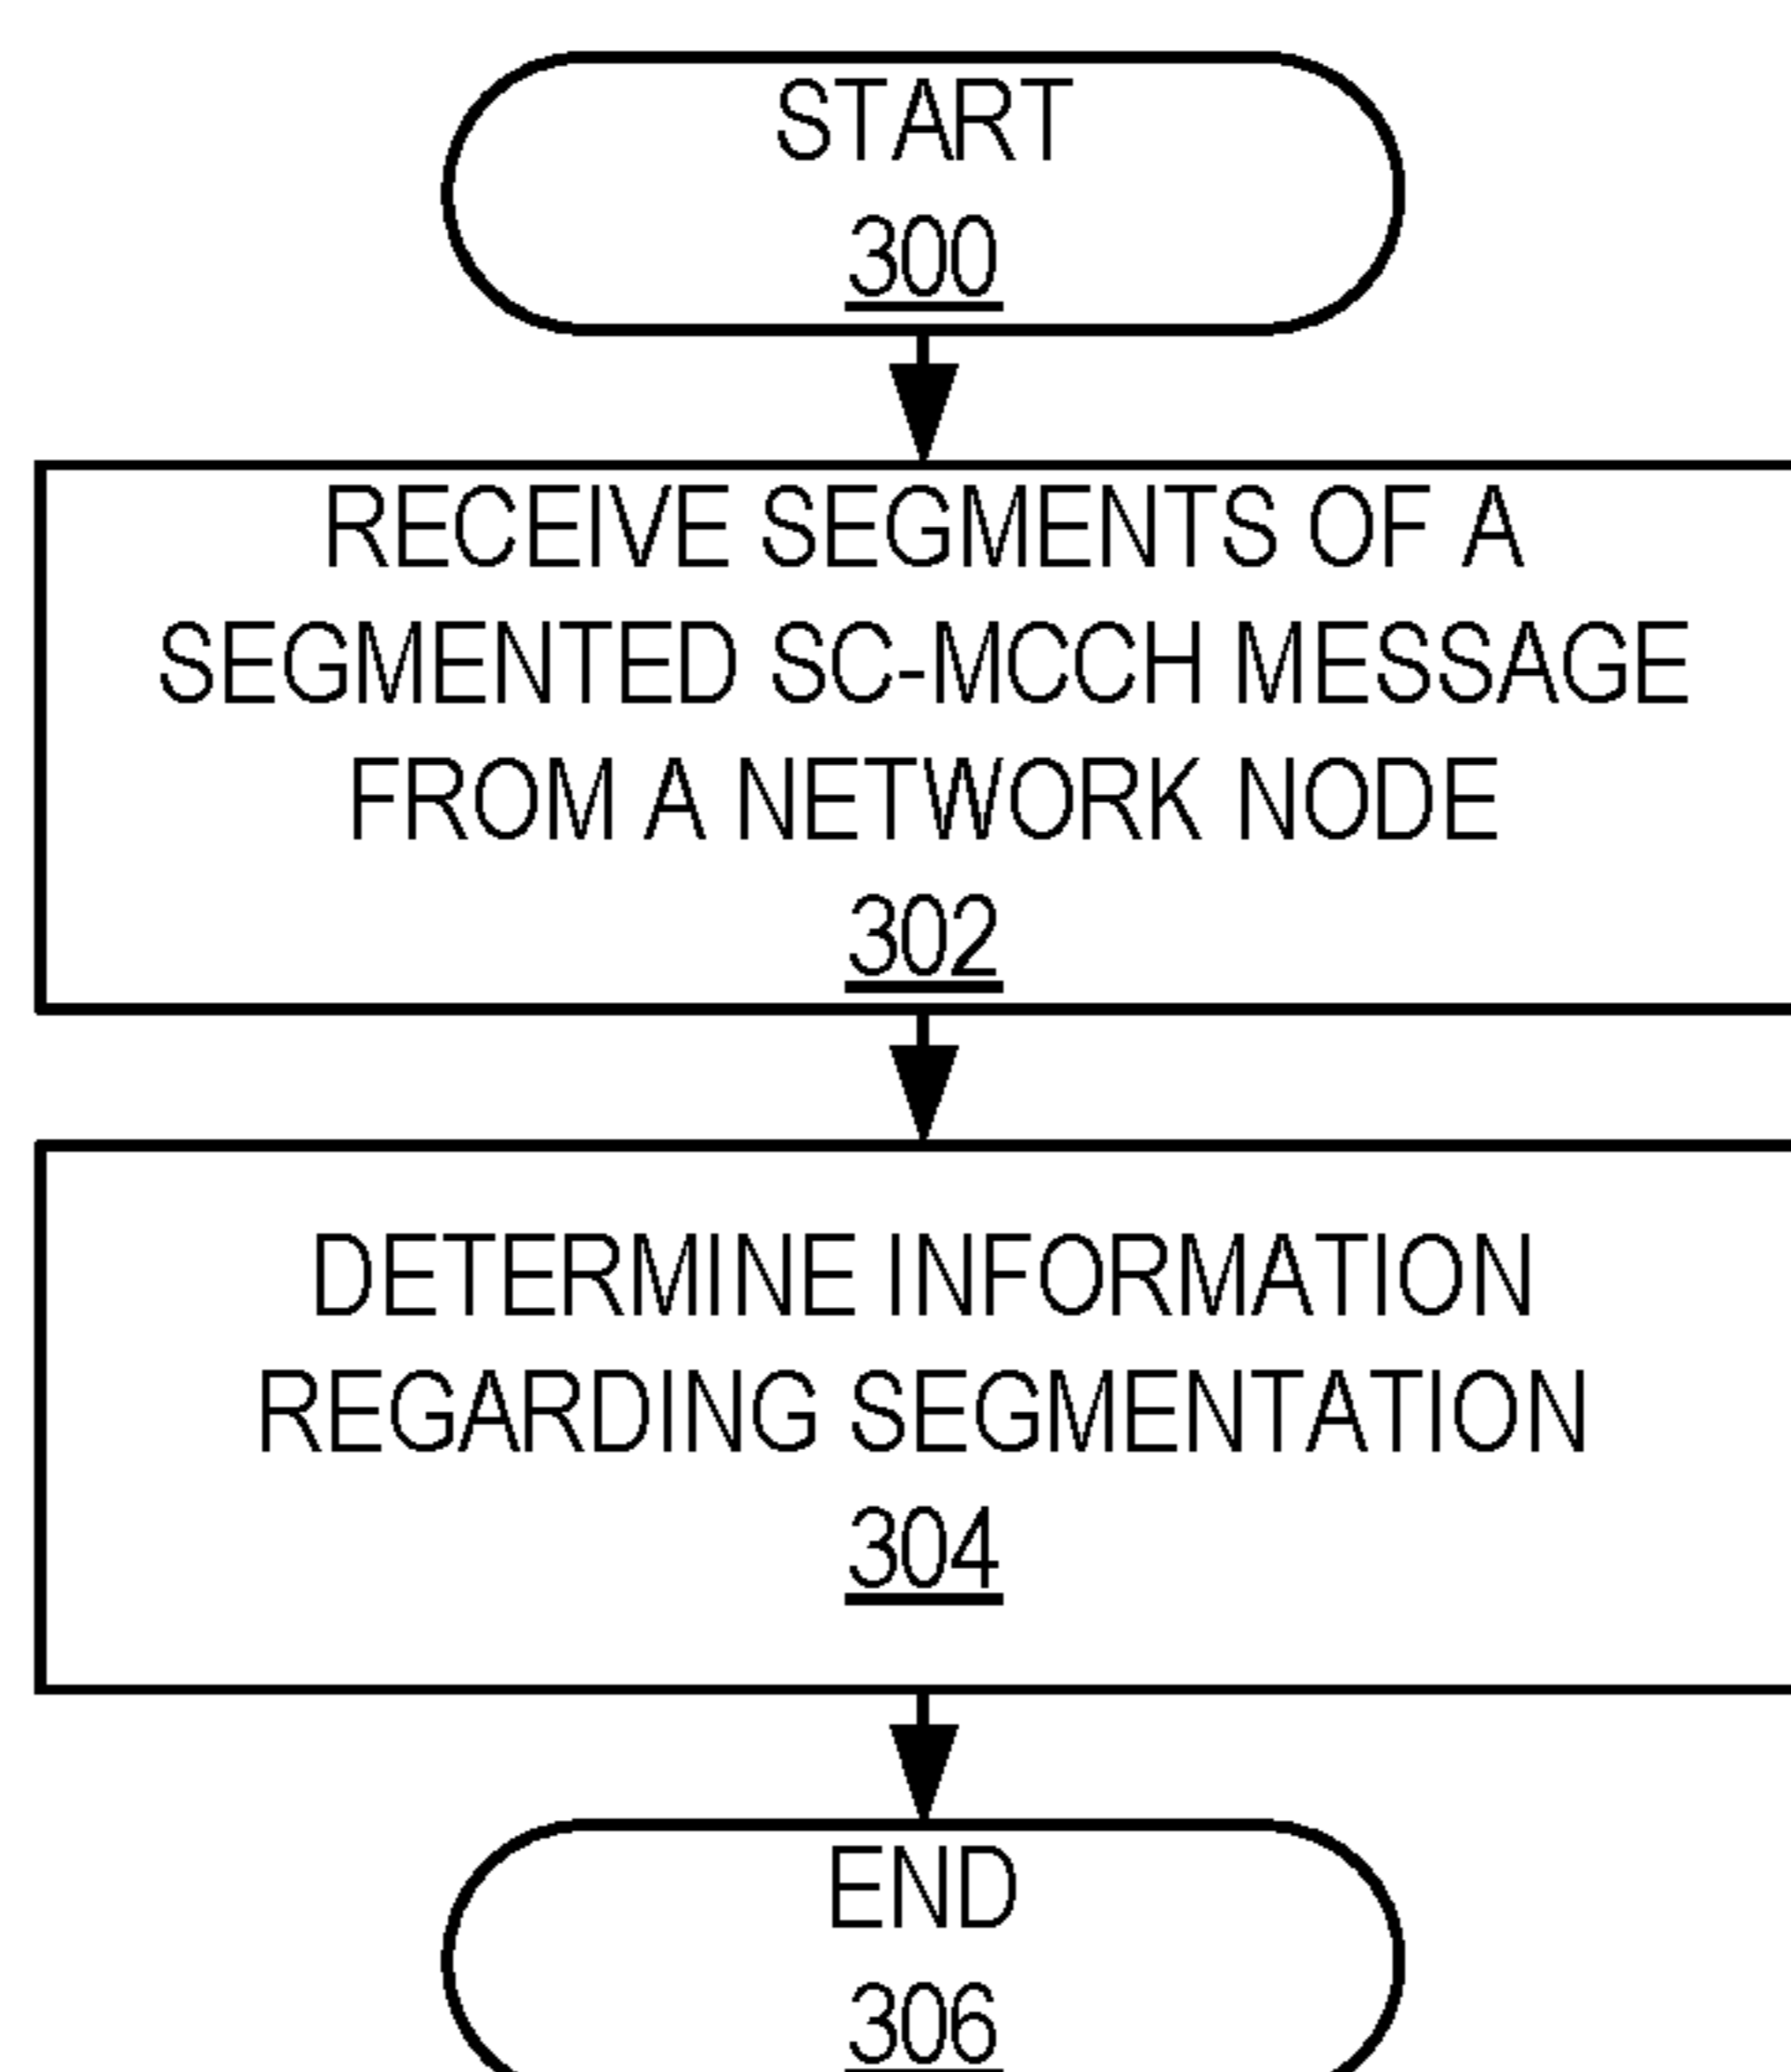 START
300
RECEIVE SEGMENTS OF A
SEGMENTED SC-MCCH MESSAGE
FROM A NETWORK NODE
302
DETERMINE INFORMATION
REGARDING SEGMENTATION
304
END
306